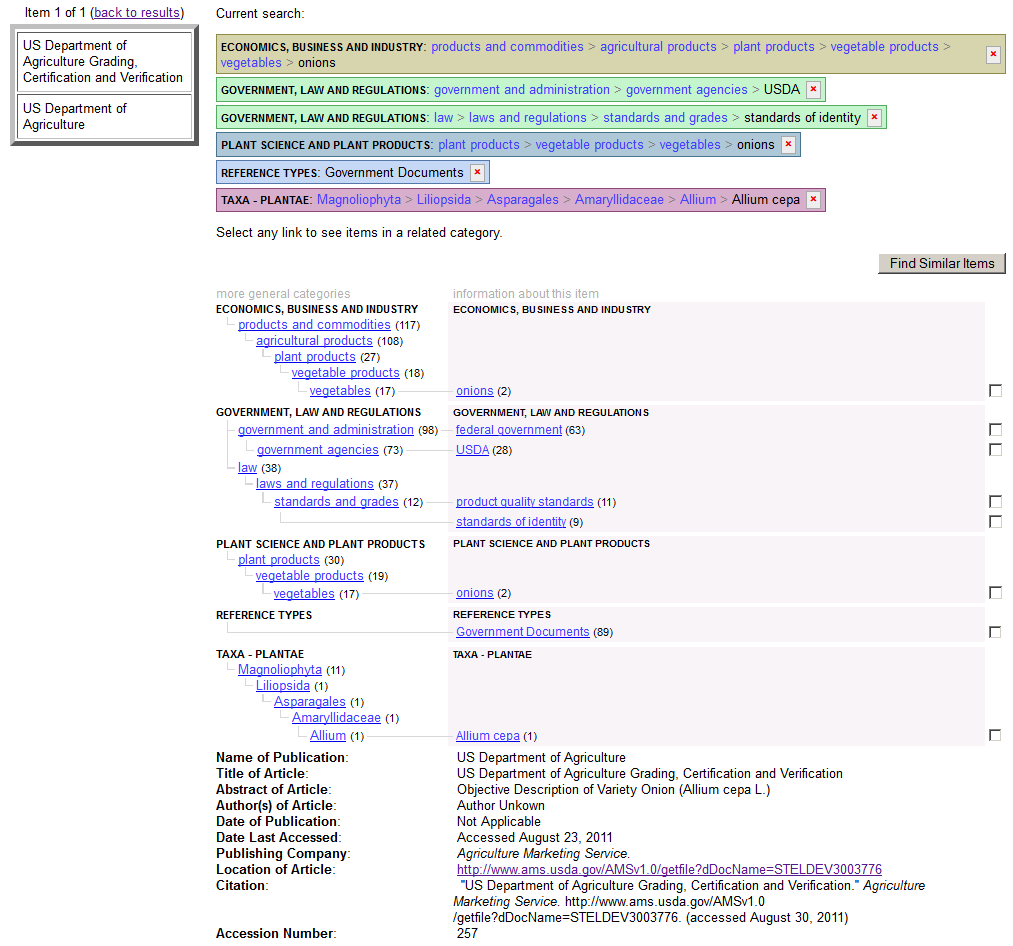 Item 1 of 1 (back to results)
US Department of
Agriculture Grading,
Certification and Verification
US Department of
Agriculture
Current search:
ECONOMICS, BUSINESS AND INDUSTRY: products and commodities > agricultural products > plant products > vegetable products >
vegetables > onions
GOVERNMENT, LAW AND REGULATIONS: government and administration > government agencies > USDA
GOVERNMENT, LAW AND REGULATIONS: law > laws and regulations > standards and grades > standards of identity
PLANT SCIENCE AND PLANT PRODUCTS: plant products > vegetable products > vegetables > onions
REFERENCE TYPES: Government Documents
TAXA - PLANTAE: Magnoliophyta > Liliopsida > Asparagales > Amaryllidaceae > Allium > Allium cepa
Select any link to see items in a related category.
Find Similar Items
more general categories information about this item
ECONOMICS, BUSINESS AND INDUSTRY ECONOMICS, BUSINESS AND INDUSTRY
products and commodities (117)
agricultural products (108)
plant products (27)
vegetable products (18)
vegetables (17) onions (2)
GOVERNMENT, LAW AND REGULATIONS GOVERNMENT, LAW AND REGULATIONS
government and administration (98) federal government (63)
government agencies (73) USDA (28)
law (38)
laws and regulations (37)
standards and grades (12) product quality standards (11)
standards of identity (9)
PLANT SCIENCE AND PLANT PRODUCTS PLANT SCIENCE AND PLANT PRODUCTS
plant products (30)
vegetable products (19)
vegetables (17) onions (2)
REFERENCE TYPES REFERENCE TYPES
Government Documents (89)
TAXA - PLANTAE TAXA - PLANTAE
Magnoliophyta (11)
Liliopsida (1)
Asparagales (1)
Amaryllidaceae (1)
Allium (1) Allium cepa (1)
Name of Publication: US Department of Agriculture
Title of Article: US Department of Agriculture Grading, Certification and Verification
Abstract of Article: Objective Description of Variety Onion (Allium cepa L.)
Author(s) of Article: Author Unkown
Date of Publication: Not Applicable
Date Last Accessed: Accessed August 23, 2011
Publishing Company: Agriculture Marketing Service.
Location of Article: http://www.ams.usda.gov/AMSv1.0/getfile?dDocName=STELDEV3003776
Citation: "US Department of Agriculture Grading, Certification and Verification." Agriculture
Marketing Service. http://www.ams.usda.gov/AMSv1.0
/getfile?dDocName=STELDEV3003776. (accessed August 30, 2011)
Accession Number: 257